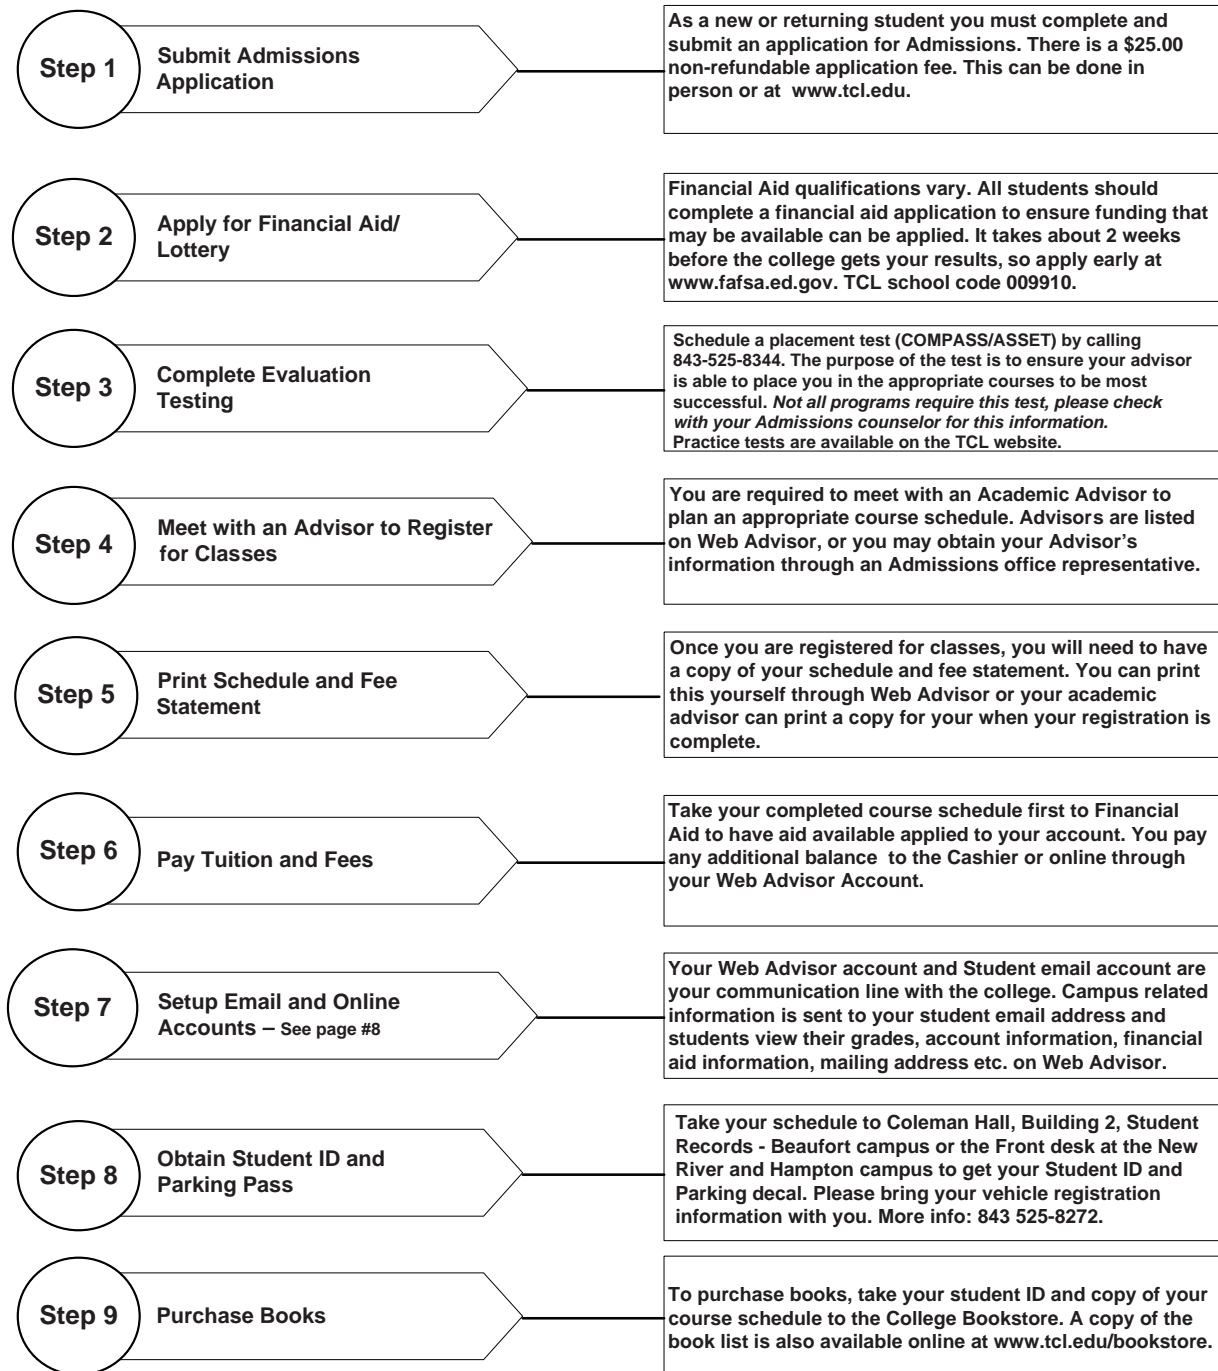 Step 1
Submit Admissions
Application
As a new or returning student you must complete and
submit an application for Admissions. There is a $25.00
non-refundable application fee. This can be done in
person or at  www.tcl.edu.
Step 2
Apply for Financial Aid/
Lottery
Financial Aid qualifications vary. All students should
complete a financial aid application to ensure funding that
may be available can be applied. It takes about 2 weeks
before the college gets your results, so apply early at
www.fafsa.ed.gov. TCL school code 009910.
Step 3
Complete Evaluation
Testing
Schedule a placement test (COMPASS/ASSET) by calling
843-525-8344. The purpose of the test is to ensure your advisor
is able to place you in the appropriate courses to be most
successful. Not all programs require this test, please check
with your Admissions counselor for this information.
Practice tests are available on the TCL website.
Step 4
Meet with an Advisor to Register
for Classes
You are required to meet with an Academic Advisor to
plan an appropriate course schedule. Advisors are listed
on Web Advisor, or you may obtain your Advisor’s
information through an Admissions office representative.
Step 5
Print Schedule and Fee
Statement
Once you are registered for classes, you will need to have
a copy of your schedule and fee statement. You can print
this yourself through Web Advisor or your academic
advisor can print a copy for your when your registration is
complete.
Step 6
Pay Tuition and Fees
Take your completed course schedule first to Financial
Aid to have aid available applied to your account. You pay
any additional balance  to the Cashier or online through
your Web Advisor Account.
Step 7
Setup Email and Online
Accounts – See page #8
Your Web Advisor account and Student email account are
your communication line with the college. Campus related
information is sent to your student email address and
students view their grades, account information, financial
aid information, mailing address etc. on Web Advisor.
Step 8
Obtain Student ID and
Parking Pass
Take your schedule to Coleman Hall, Building 2, Student
Records - Beaufort campus or the Front desk at the New
River and Hampton campus to get your Student ID and
Parking decal. Please bring your vehicle registration
information with you. More info: 843 525-8272.
Step 9
Purchase Books
To purchase books, take your student ID and copy of your
course schedule to the College Bookstore. A copy of the
book list is also available online at www.tcl.edu/bookstore.